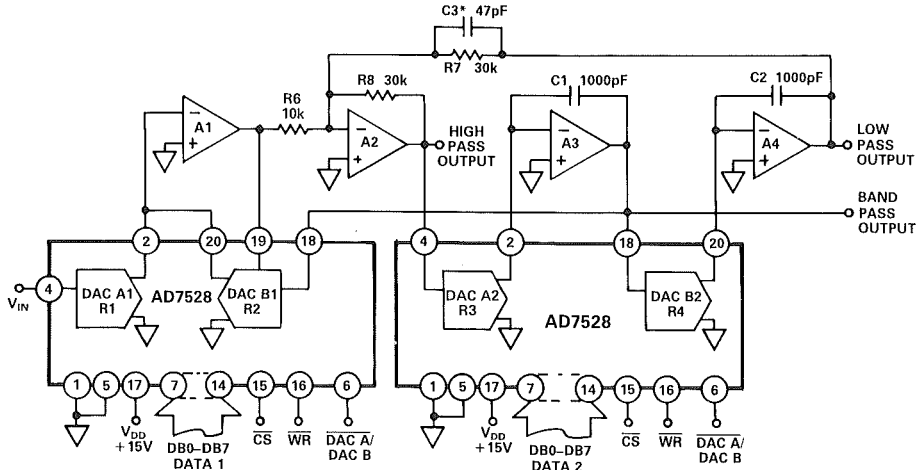 C3* 47pF
R7 30k
R8 30k
C1 1000pF
C2 1000pF
R6
10k
A1
A2
A3
A4
−
+
−
+
−
+
−
+
HIGH
PASS
OUTPUT
LOW
PASS
OUTPUT
BAND
PASS
OUTPUT
2
20
19
18
4
2
18
20
4
VIN
DAC A1
R1
AD7528
DAC B1
R2
DAC A2
R3
AD7528
DAC B2
R4
1
5
17
7
14
15
16
6
1
5
17
7
14
15
16
6
VDD
+15V
DB0–DB7
DATA 1
CS
WR
DAC A/
DAC B
VDD
+15V
DB0–DB7
DATA 2
CS
WR
DAC A/
DAC B